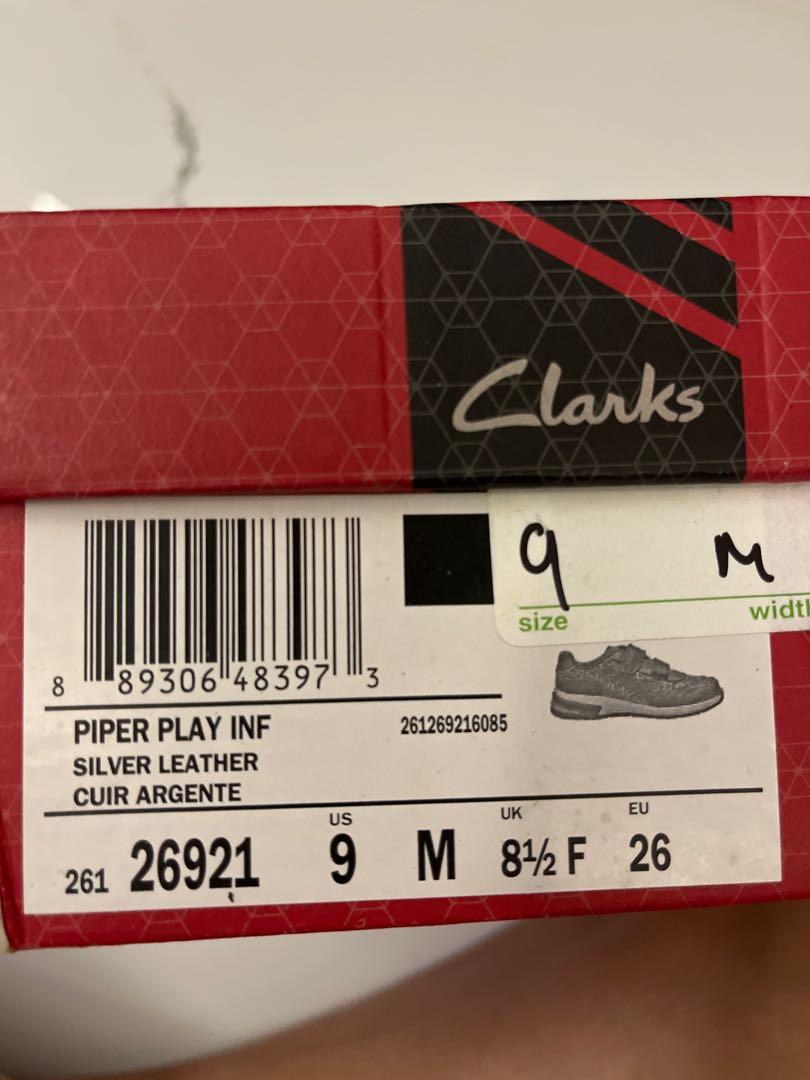 Clarks
9 M
size width
8 89306 48397 3
PIPER PLAY INF 261269216085
SILVER LEATHER
CUIR ARGENTE
US UK EU
261 26921 9 M 8½ F 26